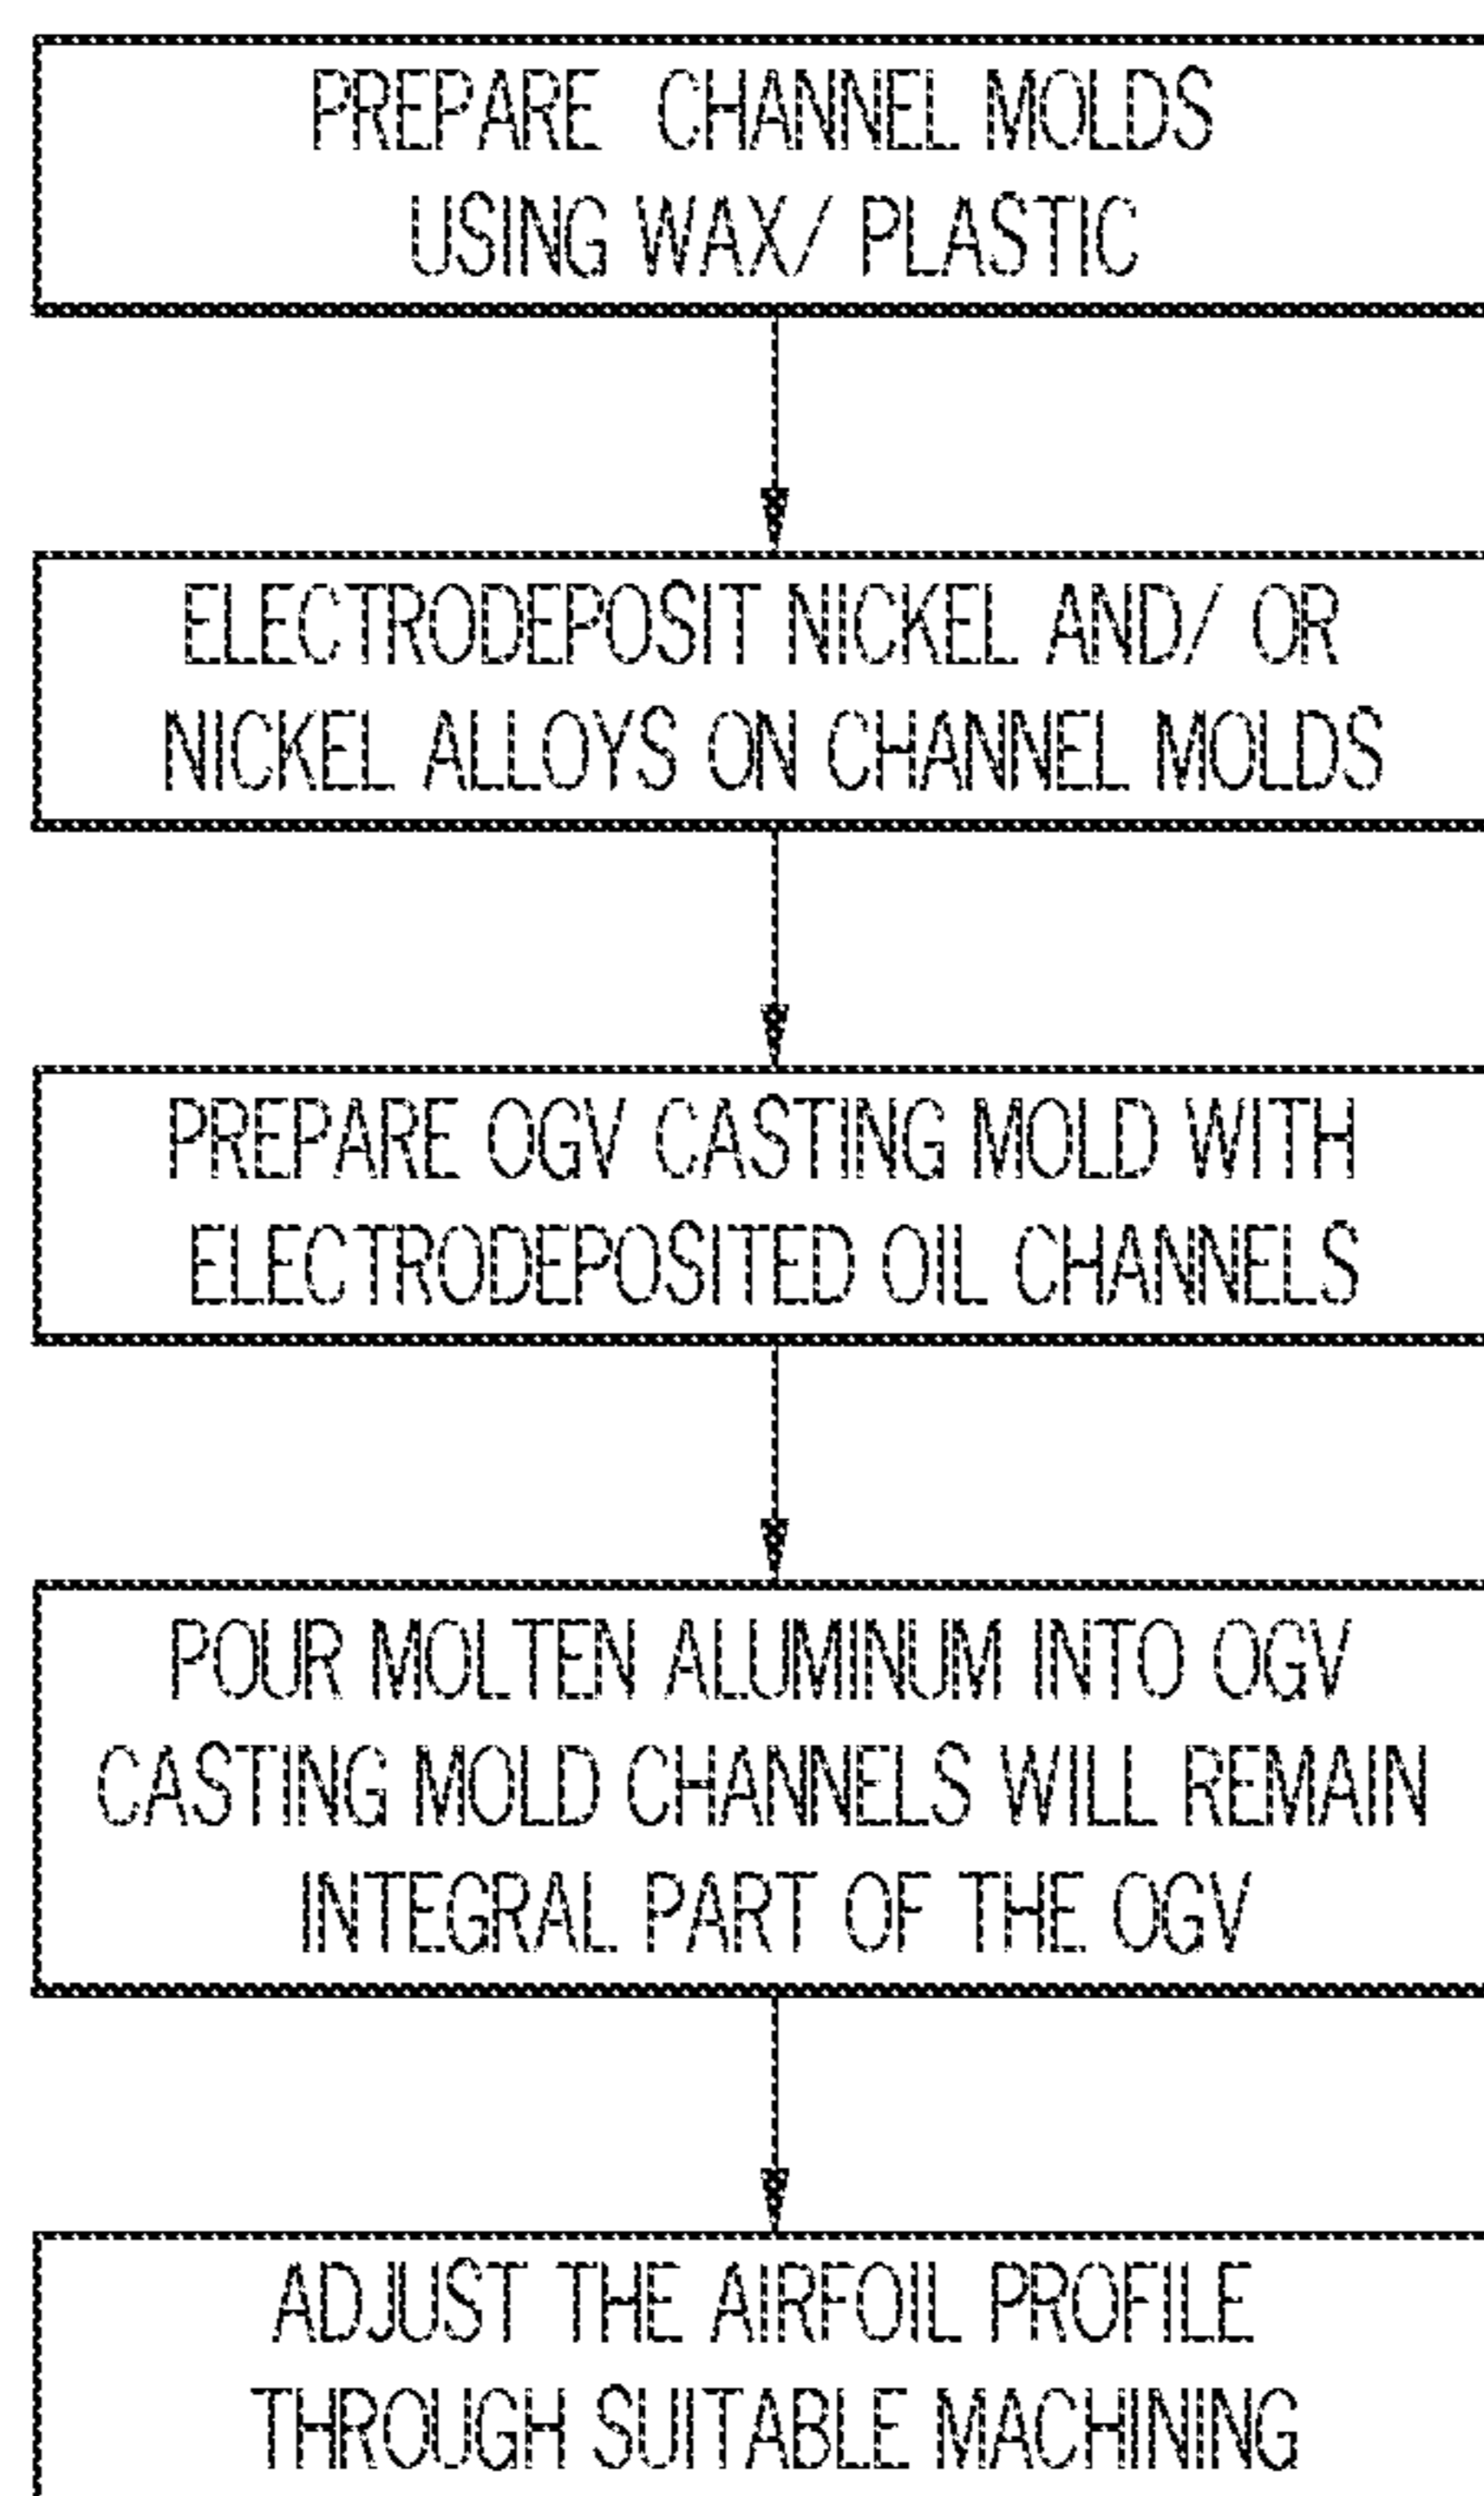 PREPARE CHANNEL MOLDS
USING WAX/ PLASTIC
ELECTRODEPOSIT NICKEL AND/ OR
NICKEL ALLOYS ON CHANNEL MOLDS
PREPARE OGV CASTING MOLD WITH
ELECTRODEPOSITED OIL CHANNELS
POUR MOLTEN ALUMINUM INTO OGV
CASTING MOLD CHANNELS WILL REMAIN
INTEGRAL PART OF THE OGV
ADJUST THE AIRFOIL PROFILE
THROUGH SUITABLE MACHINING